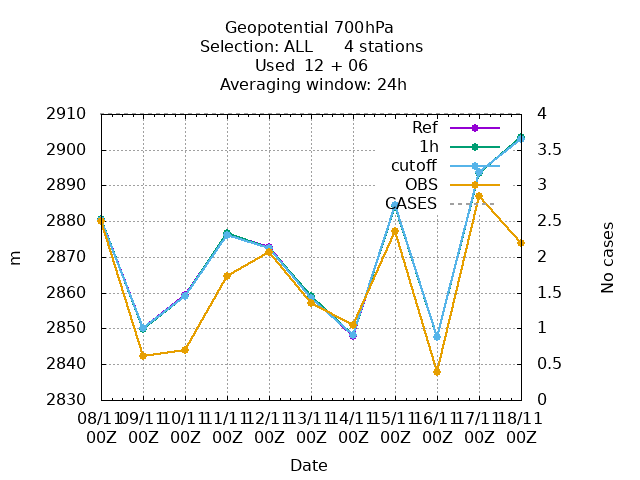 Geopotential 700hPa
Selection: ALL 4 stations
Used 12 + 06
Averaging window: 24h
2910
2900
2890
2880
2870
2860
2850
2840
2830
m
4
3.5
3
2.5
2
1.5
1
0.5
0
No cases
Ref
1h
cutoff
OBS
CASES
08/11 09/11 10/11 11/11 12/11 13/11 14/11 15/11 16/11 17/11 18/11
00Z 00Z 00Z 00Z 00Z 00Z 00Z 00Z 00Z 00Z 00Z
Date